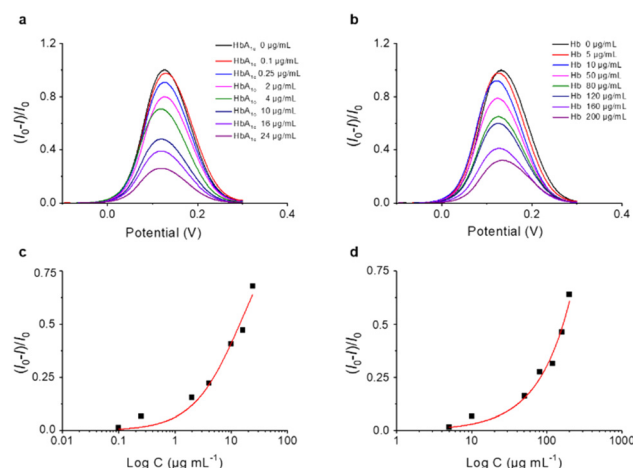 a
(I₀-I)/I₀
1.2
0.8
0.4
0.0
0.0 0.2 0.4
Potential (V)
HbA₁c 0 µg/mL
HbA₁c 0.1 µg/mL
HbA₁c 0.25 µg/mL
HbA₁c 2 µg/mL
HbA₁c 4 µg/mL
HbA₁c 10 µg/mL
HbA₁c 16 µg/mL
HbA₁c 24 µg/mL
b
(I₀-I)/I₀
1.2
0.8
0.4
0.0
0.0 0.2 0.4
Potential (V)
Hb 0 µg/mL
Hb 5 µg/mL
Hb 10 µg/mL
Hb 50 µg/mL
Hb 80 µg/mL
Hb 120 µg/mL
Hb 160 µg/mL
Hb 200 µg/mL
c
(I₀-I)/I₀
0.75
0.5
0.25
0.00
0.01 0.1 1 10 100
Log C (µg mL⁻¹)
d
(I₀-I)/I₀
0.75
0.5
0.25
0.00
1 10 100 1000
Log C (µg mL⁻¹)